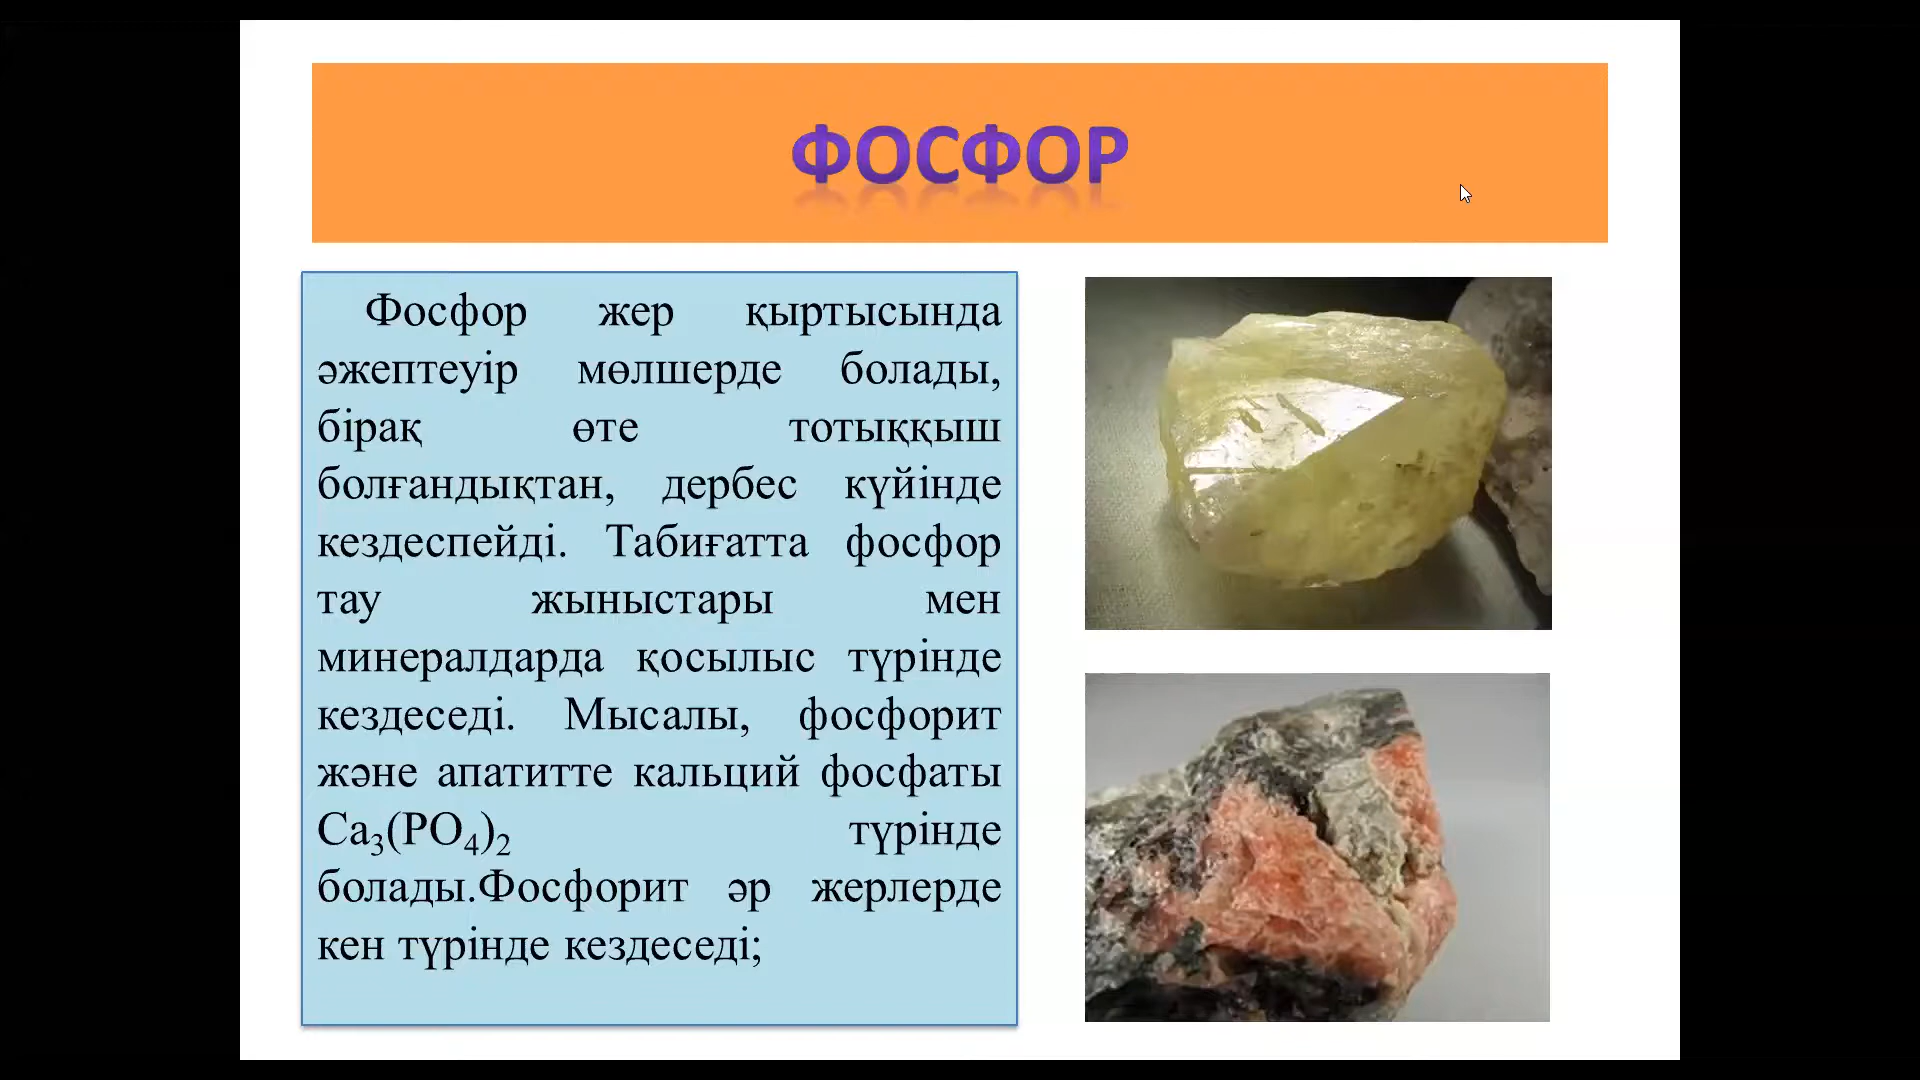 ФОСФОР
Фосфор жер қыртысында
әжептеуір мөлшерде болады,
бірақ өте тотыққыш
болғандықтан, дербес күйінде
кездеспейді. Табиғатта фосфор
тау жыныстары мен
минералдарда қосылыс түрінде
кездеседі. Мысалы, фосфорит
және апатитте кальций фосфаты
Ca₃(PO₄)₂ түрінде
болады.Фосфорит әр жерлерде
кен түрінде кездеседі;